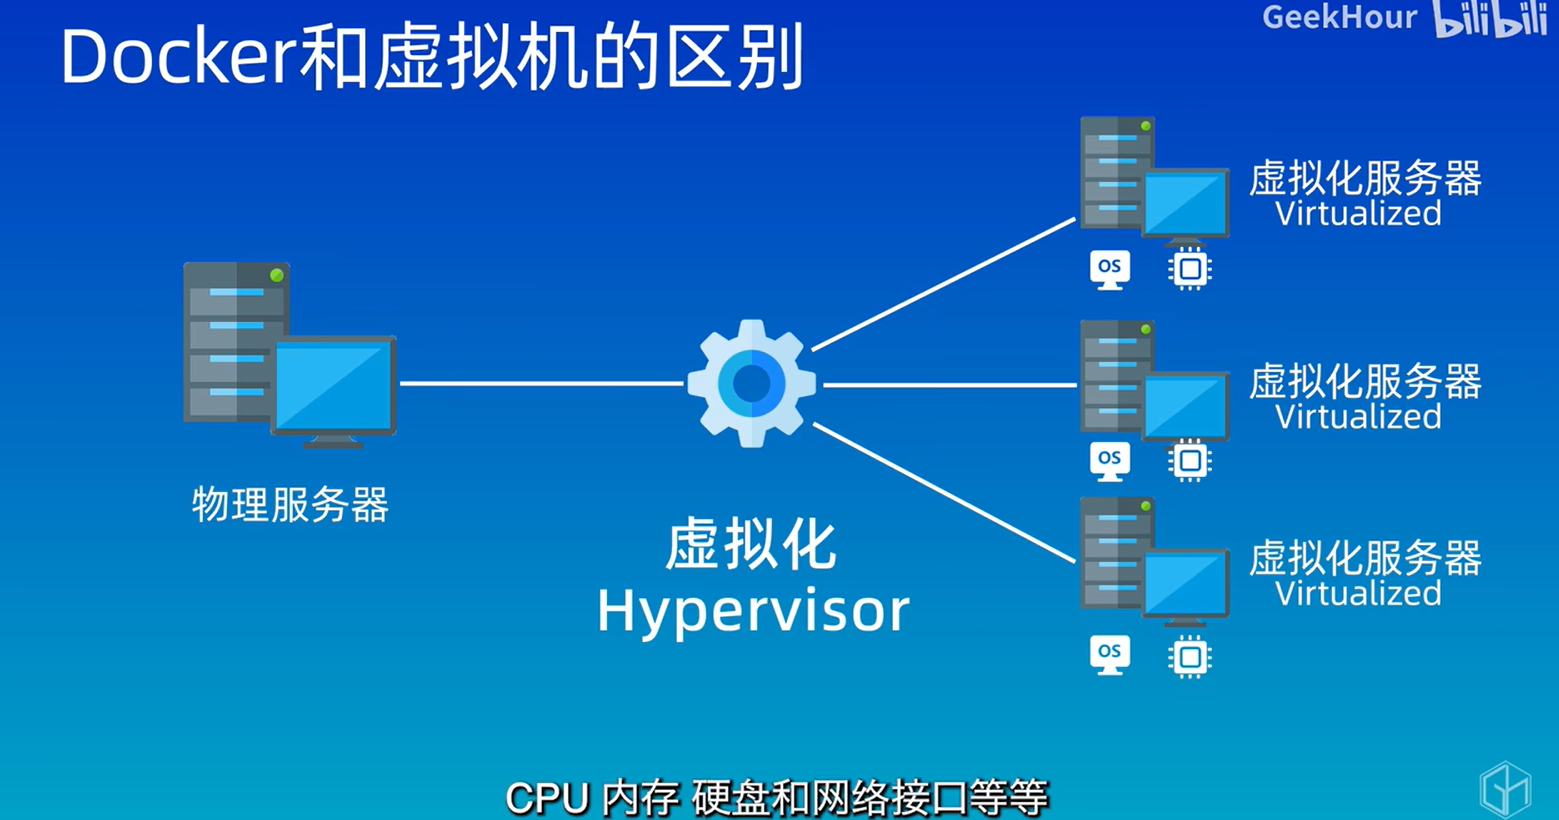 Docker和虚拟机的区别
GeekHour bilibili
虚拟化服务器
Virtualized
OS
虚拟化服务器
Virtualized
OS
虚拟化服务器
Virtualized
OS
物理服务器
虚拟化
Hypervisor
CPU 内存 硬盘和网络接口等等